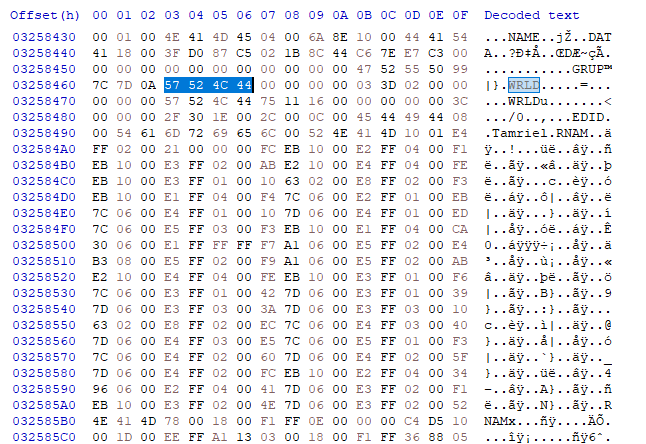 Offset(h) 00 01 02 03 04 05 06 07 08 09 0A 0B 0C 0D 0E 0F Decoded text
03258430 00 01 00 4E 41 4D 45 04 00 6A 8E 10 00 44 41 54 ...NAME..jŽ..DAT
03258440 41 18 00 3F D0 87 C5 02 1B 8C 44 C6 7E E7 C3 00 A..?Ð‡Å..ŒDÆ~çÃ.
03258450 00 00 00 00 00 00 00 00 00 00 00 47 52 55 50 99 ...........GRUP™
03258460 7C 7D 0A 57 52 4C 44 00 00 00 00 03 3D 02 00 00 |}.WRLD.....=...
03258470 00 00 00 57 52 4C 44 75 11 16 00 00 00 00 00 3C ...WRLDu.......<
03258480 00 00 00 2F 30 1E 00 2C 00 0C 00 45 44 49 44 08 .../0..,...EDID.
03258490 00 54 61 6D 72 69 65 6C 00 52 4E 41 4D 10 01 E4 .Tamriel.RNAM..ä
032584A0 FF 02 00 21 00 00 00 FC EB 10 00 E2 FF 04 00 F1 ÿ..!...üë..âÿ..ñ
032584B0 EB 10 00 E3 FF 02 00 AB E2 10 00 E4 FF 04 00 FE ë..ãÿ..«â..äÿ..þ
032584C0 EB 10 00 E3 FF 01 00 10 63 02 00 E8 FF 02 00 F3 ë..ãÿ...c..èÿ..ó
032584D0 EB 10 00 E1 FF 04 00 F4 7C 06 00 E2 FF 01 00 EB ë..áÿ..ô|..âÿ..ë
032584E0 7C 06 00 E4 FF 01 00 10 7D 06 00 E4 FF 01 00 ED |..äÿ...}..äÿ..í
032584F0 7C 06 00 E5 FF 03 00 F3 EB 10 00 E4 FF 04 00 CA |..åÿ..óë..äÿ..Ê
03258500 30 06 00 E1 FF FF FF F7 A1 06 00 E5 FF 02 00 E4 0..áÿÿÿ÷¡..åÿ..ä
03258510 B3 08 00 E5 FF 02 00 F9 A1 06 00 E5 FF 02 00 AB ³..åÿ..ù¡..åÿ..«
03258520 E2 10 00 E4 FF 04 00 FE EB 10 00 E3 FF 01 00 F6 â..äÿ..þë..ãÿ..ö
03258530 7C 06 00 E3 FF 01 00 42 7D 06 00 E3 FF 01 00 39 |..ãÿ..B}..ãÿ..9
03258540 7D 06 00 E3 FF 03 00 3A 7D 06 00 E3 FF 03 00 10 }..ãÿ..:}..ãÿ...
03258550 63 02 00 E8 FF 02 00 EC 7C 06 00 E4 FF 03 00 40 c..èÿ..ì|..äÿ..@
03258560 7D 06 00 E4 FF 03 00 E5 7C 06 00 E5 FF 01 00 F3 }..äÿ..å|..åÿ..ó
03258570 7C 06 00 E4 FF 02 00 60 7D 06 00 E4 FF 02 00 5F |..äÿ..`}..äÿ.._
03258580 7D 06 00 E4 FF 02 00 FC EB 10 00 E2 FF 04 00 34 }..äÿ..üë..âÿ..4
03258590 96 06 00 E2 FF 04 00 41 7D 06 00 E3 FF 02 00 F1 –..âÿ..A}..ãÿ..ñ
032585A0 EB 10 00 E3 FF 02 00 4E 7D 06 00 E3 FF 02 00 52 ë..ãÿ..N}..ãÿ..R
032585B0 4E 41 4D 78 00 18 00 F1 FF 0E 00 00 00 C4 D5 10 NAMx...ñÿ....ÄÕ.
032585C0 00 1D 00 EE FF A1 13 03 00 18 00 F1 FF 36 88 05 ...îÿ¡.....ñÿ6ˆ.